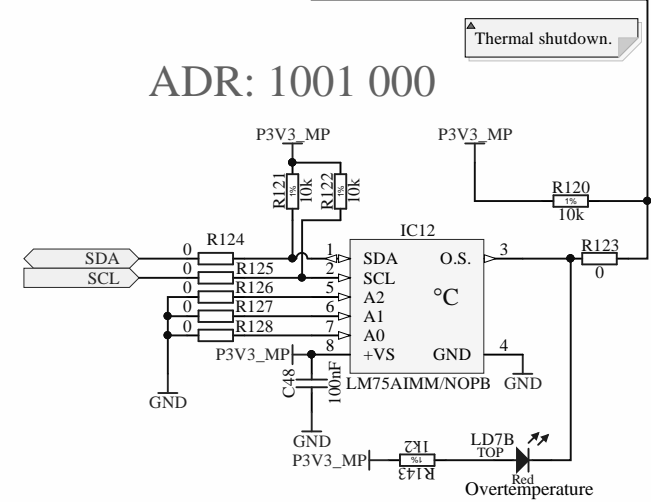 Thermal shutdown.
ADR: 1001 000
P3V3_MP
P3V3_MP
R121
1%
10k
R122
1%
10k
R120
1%
10k
IC12
SDA
0
R124
1
SDA
O.S.
3
R123
0
SCL
0
R125
2
SCL
0
R126
5
A2
°C
0
R127
6
A1
0
R128
7
A0
P3V3_MP
8
+VS
GND
4
C48
100nF
LM75AIMM/NOPB
GND
GND
GND
P3V3_MP
1k2
1%
R143
LD7B
TOP
Red
Overtemperature